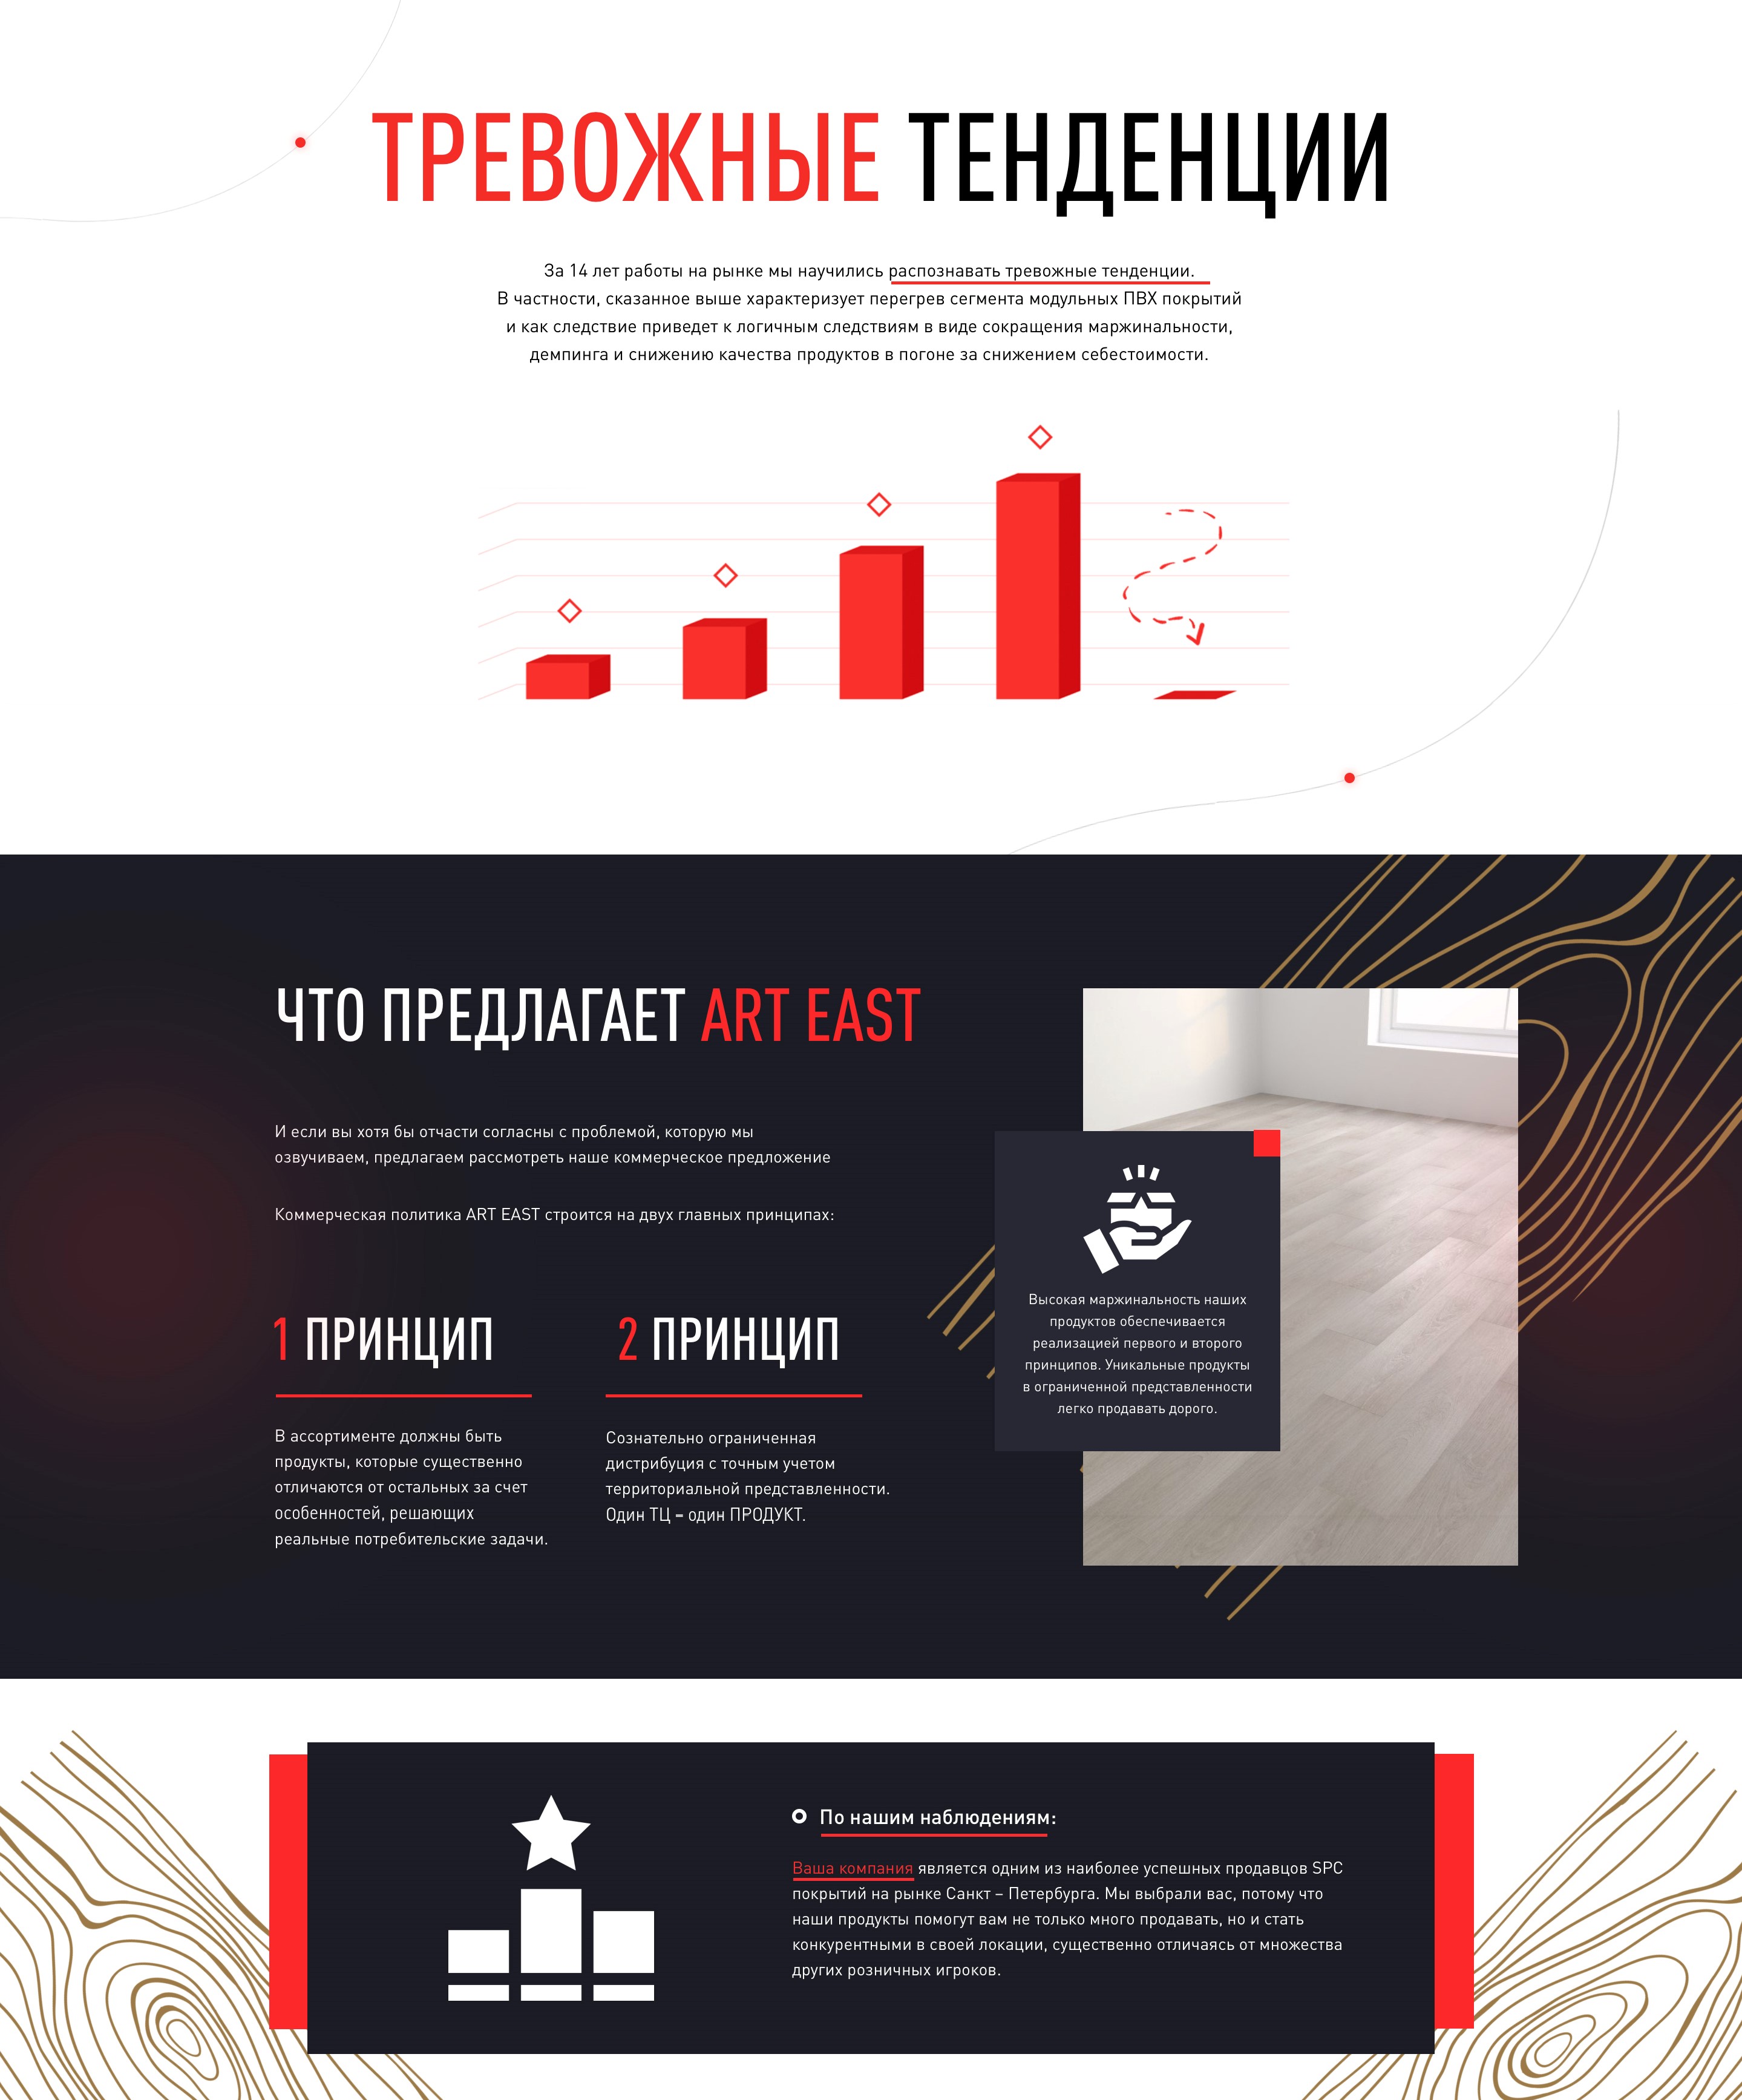 ТРЕВОЖНЫЕ ТЕНДЕНЦИИ
За 14 лет работы на рынке мы научились распознавать тревожные тенденции.
В частности, сказанное выше характеризует перегрев сегмента модульных ПВХ покрытий
и как следствие приведет к логичным следствиям в виде сокращения маржинальности,
демпинга и снижению качества продуктов в погоне за снижением себестоимости.
ЧТО ПРЕДЛАГАЕТ ART EAST
И если вы хотя бы отчасти согласны с проблемой, которую мы
озвучиваем, предлагаем рассмотреть наше коммерческое предложение
Коммерческая политика ART EAST строится на двух главных принципах:
1 ПРИНЦИП
В ассортименте должны быть
продукты, которые существенно
отличаются от остальных за счет
особенностей, решающих
реальные потребительские задачи.
2 ПРИНЦИП
Сознательно ограниченная
дистрибуция с точным учетом
территориальной представленности.
Один ТЦ – один ПРОДУКТ.
Высокая маржинальность наших
продуктов обеспечивается
реализацией первого и второго
принципов. Уникальные продукты
в ограниченной представленности
легко продавать дорого.
По нашим наблюдениям:
Ваша компания является одним из наиболее успешных продавцов SPC
покрытий на рынке Санкт – Петербурга. Мы выбрали вас, потому что
наши продукты помогут вам не только много продавать, но и стать
конкурентными в своей локации, существенно отличаясь от множества
других розничных игроков.